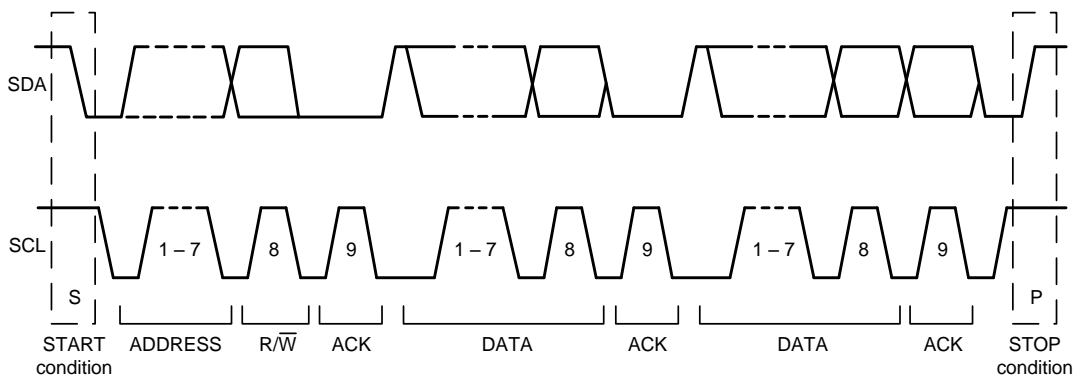 SDA
SCL
1 – 7 8 9 1 – 7 8 9 1 – 7 8 9
S P
START condition ADDRESS R/W̅ ACK DATA ACK DATA ACK STOP condition